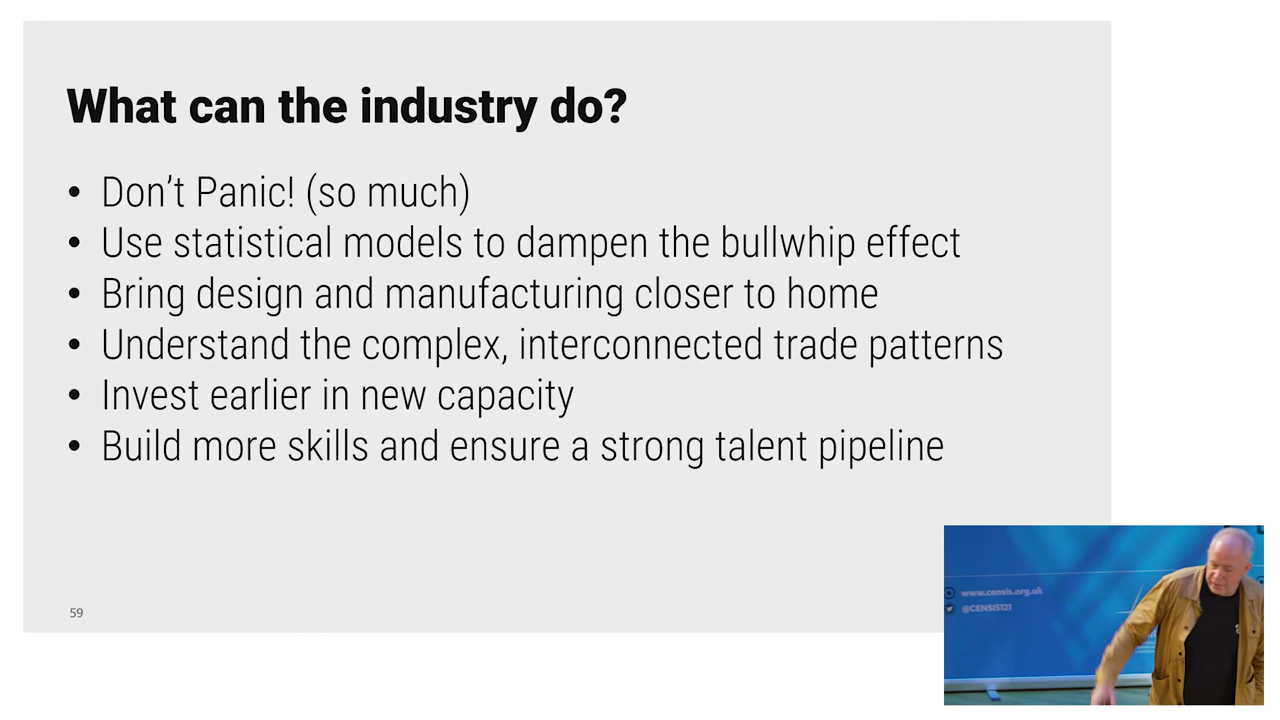 What can the industry do?
• Don’t Panic! (so much)
• Use statistical models to dampen the bullwhip effect
• Bring design and manufacturing closer to home
• Understand the complex, interconnected trade patterns
• Invest earlier in new capacity
• Build more skills and ensure a strong talent pipeline
59
www.censis.org.uk
@CENSIS121